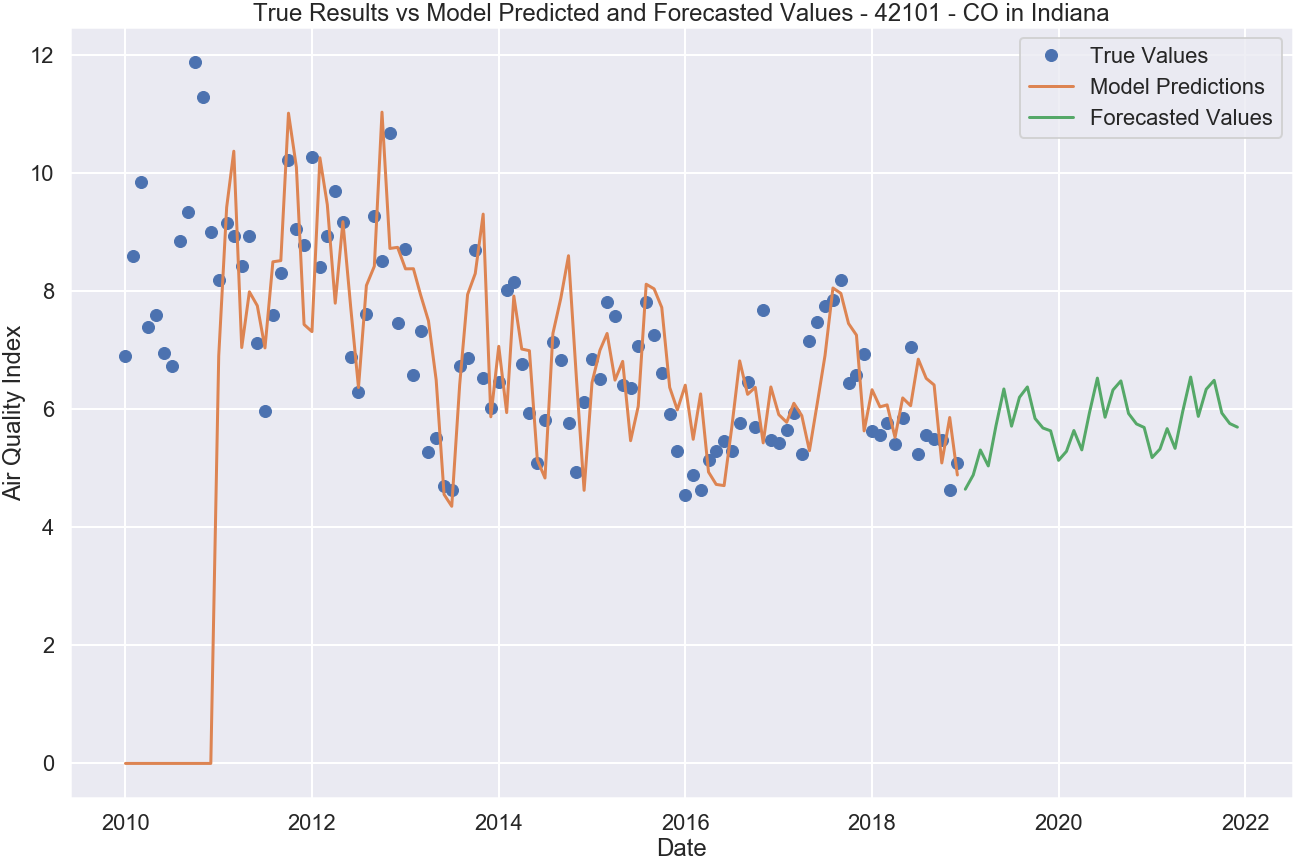 True Results vs Model Predicted and Forecasted Values - 42101 - CO in Indiana
True Values
Model Predictions
Forecasted Values
Air Quality Index
12
10
8
6
4
2
0
2010 2012 2014 2016 2018 2020 2022
Date